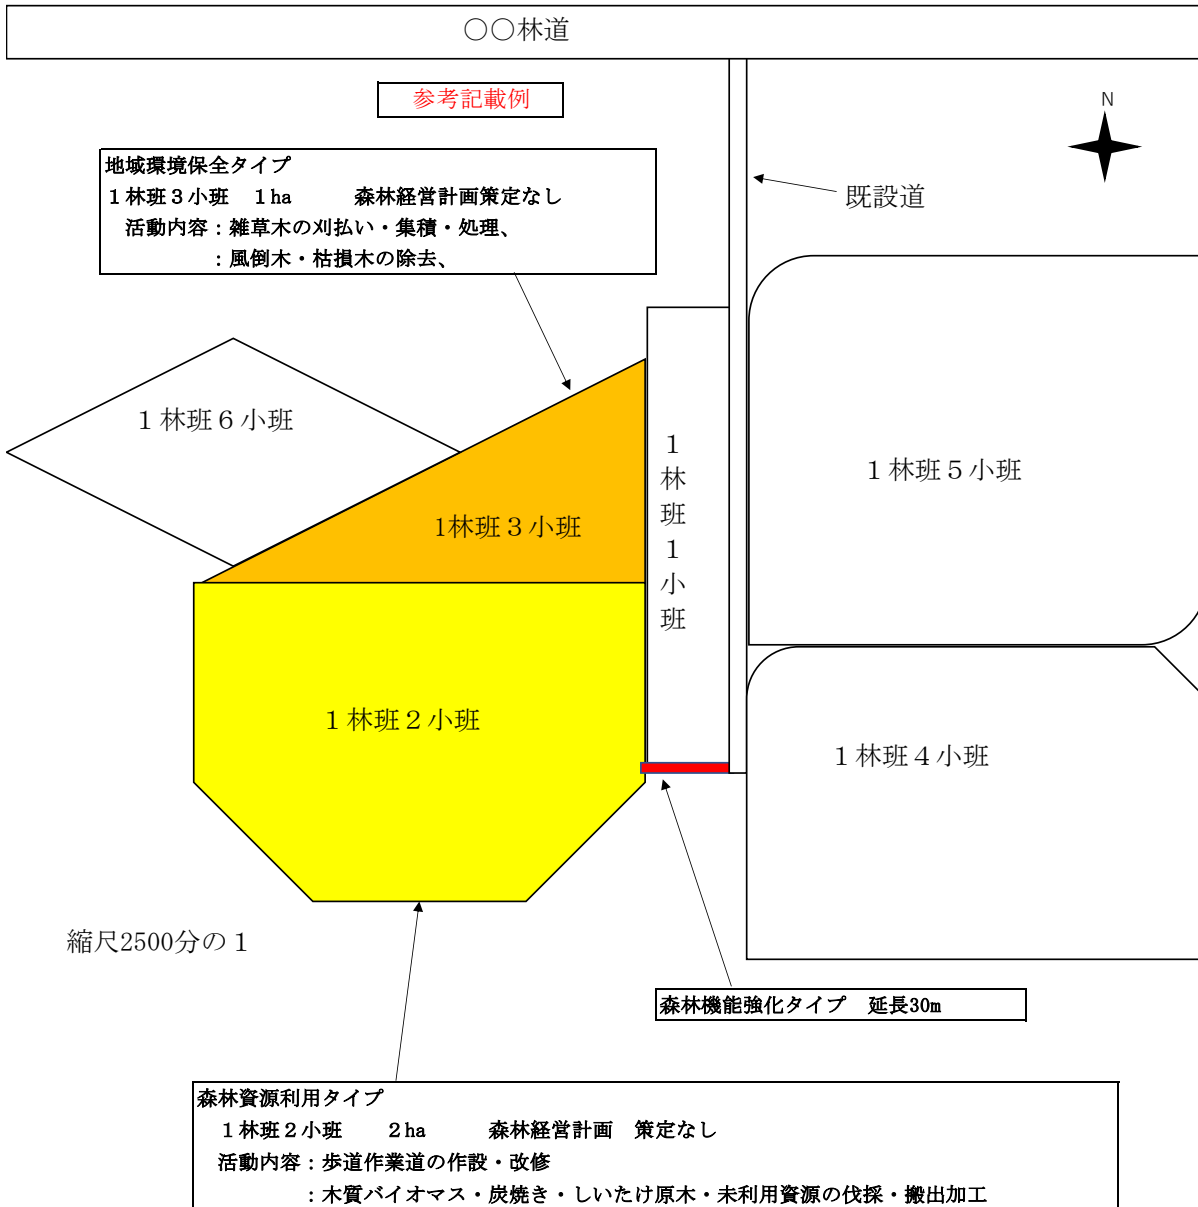 ○○林道
参考記載例
N
地域環境保全タイプ
１林班３小班　１ha　　　森林経営計画策定なし
活動内容：雑草木の刈払い・集積・処理、
：風倒木・枯損木の除去、
既設道
１林班６小班
１林班１小班
１林班５小班
1林班３小班
１林班２小班
１林班４小班
縮尺2500分の１
森林機能強化タイプ　延長30m
森林資源利用タイプ
１林班２小班　　２ha　　　森林経営計画　策定なし
活動内容：歩道作業道の作設・改修
：木質バイオマス・炭焼き・しいたけ原木・未利用資源の伐採・搬出加工